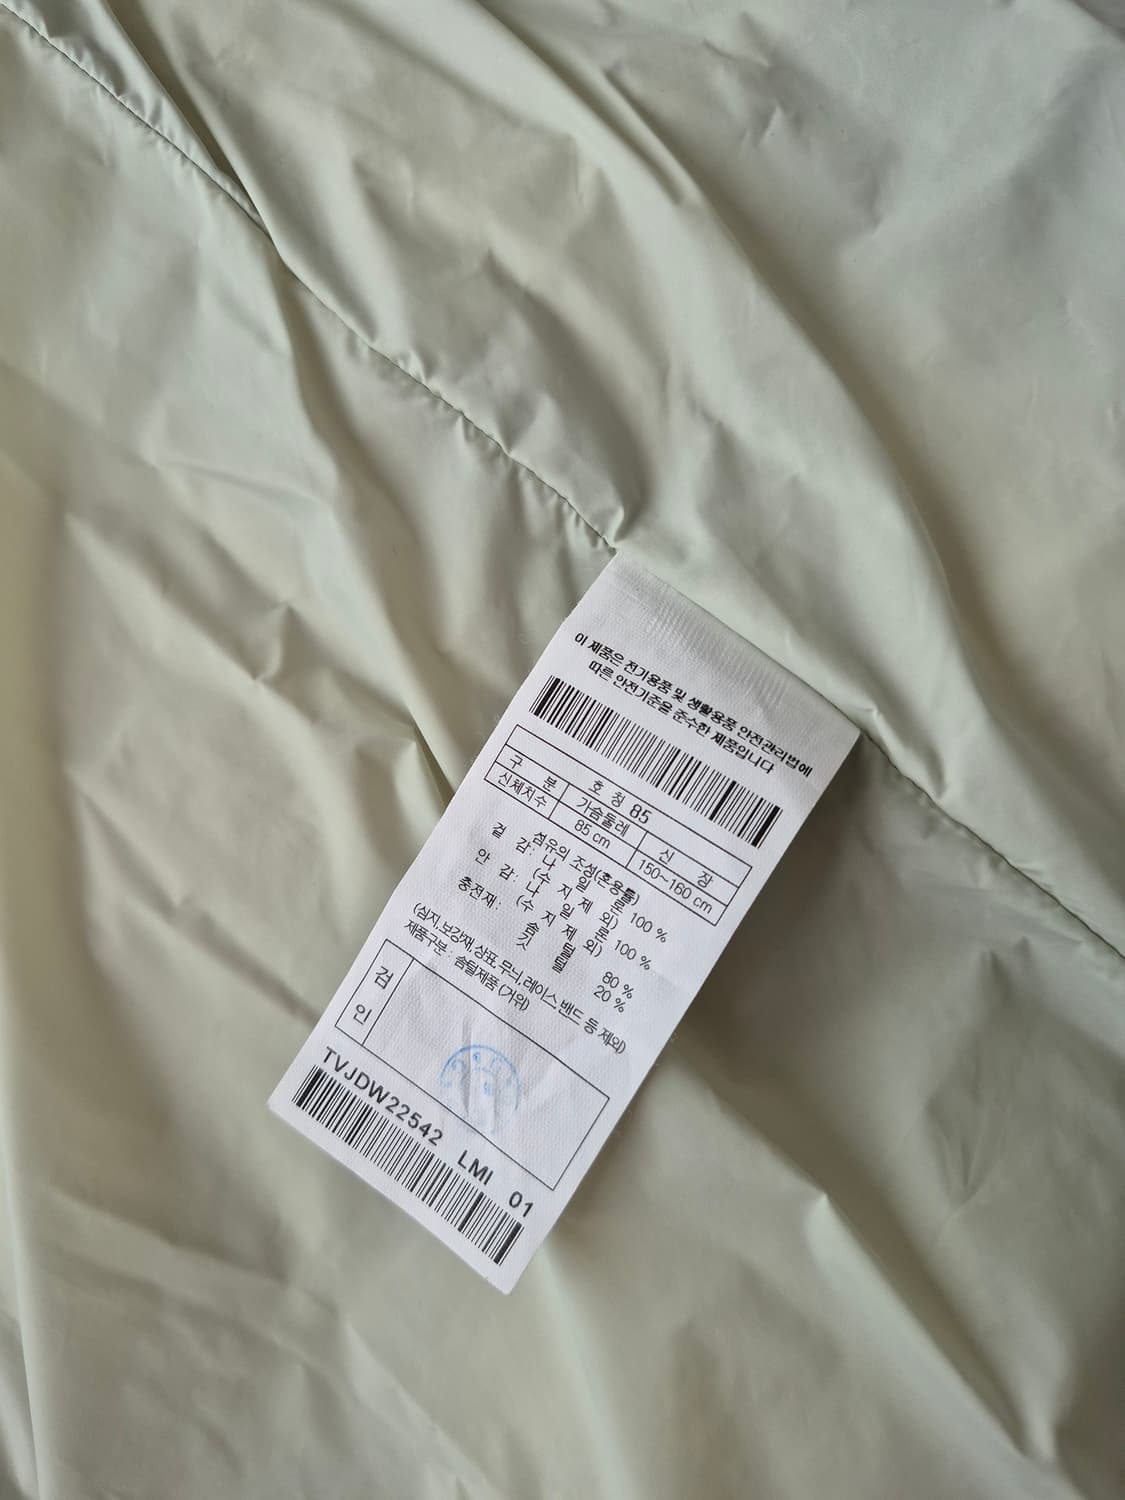 이 제품은 전기용품 및 생활용품 안전관리법에
따른 안전기준을 준수한 제품입니다
구 분 호 칭 85
신체치수 가슴둘레 신 장
85 cm 150~160 cm
섬유의 조성(혼용률)
겉 감: 나 일 론 100 %
(수 지 제 외)
안 감: 나 일 론 100 %
(수 지 제 외)
충전재: 솜 털 80 %
깃 털 20 %
(심지,보강재,상표,무늬,레이스,밴드 등 제외)
제품구분 : 솜털제품 (거위)
검 인
TVJDW22542 LMI 01